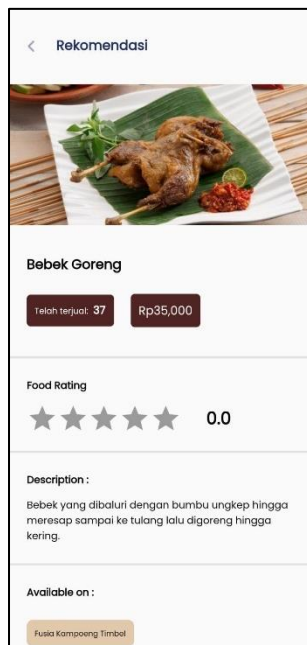 Rekomendasi
Bebek Goreng
Telah terjual: 37
Rp35,000
Food Rating
0.0
Description :
Bebek yang dibaluri dengan bumbu ungkep hingga
meresap sampai ke tulang lalu digoreng hingga
kering.
Available on :
Fusia Kampoeng Timbel